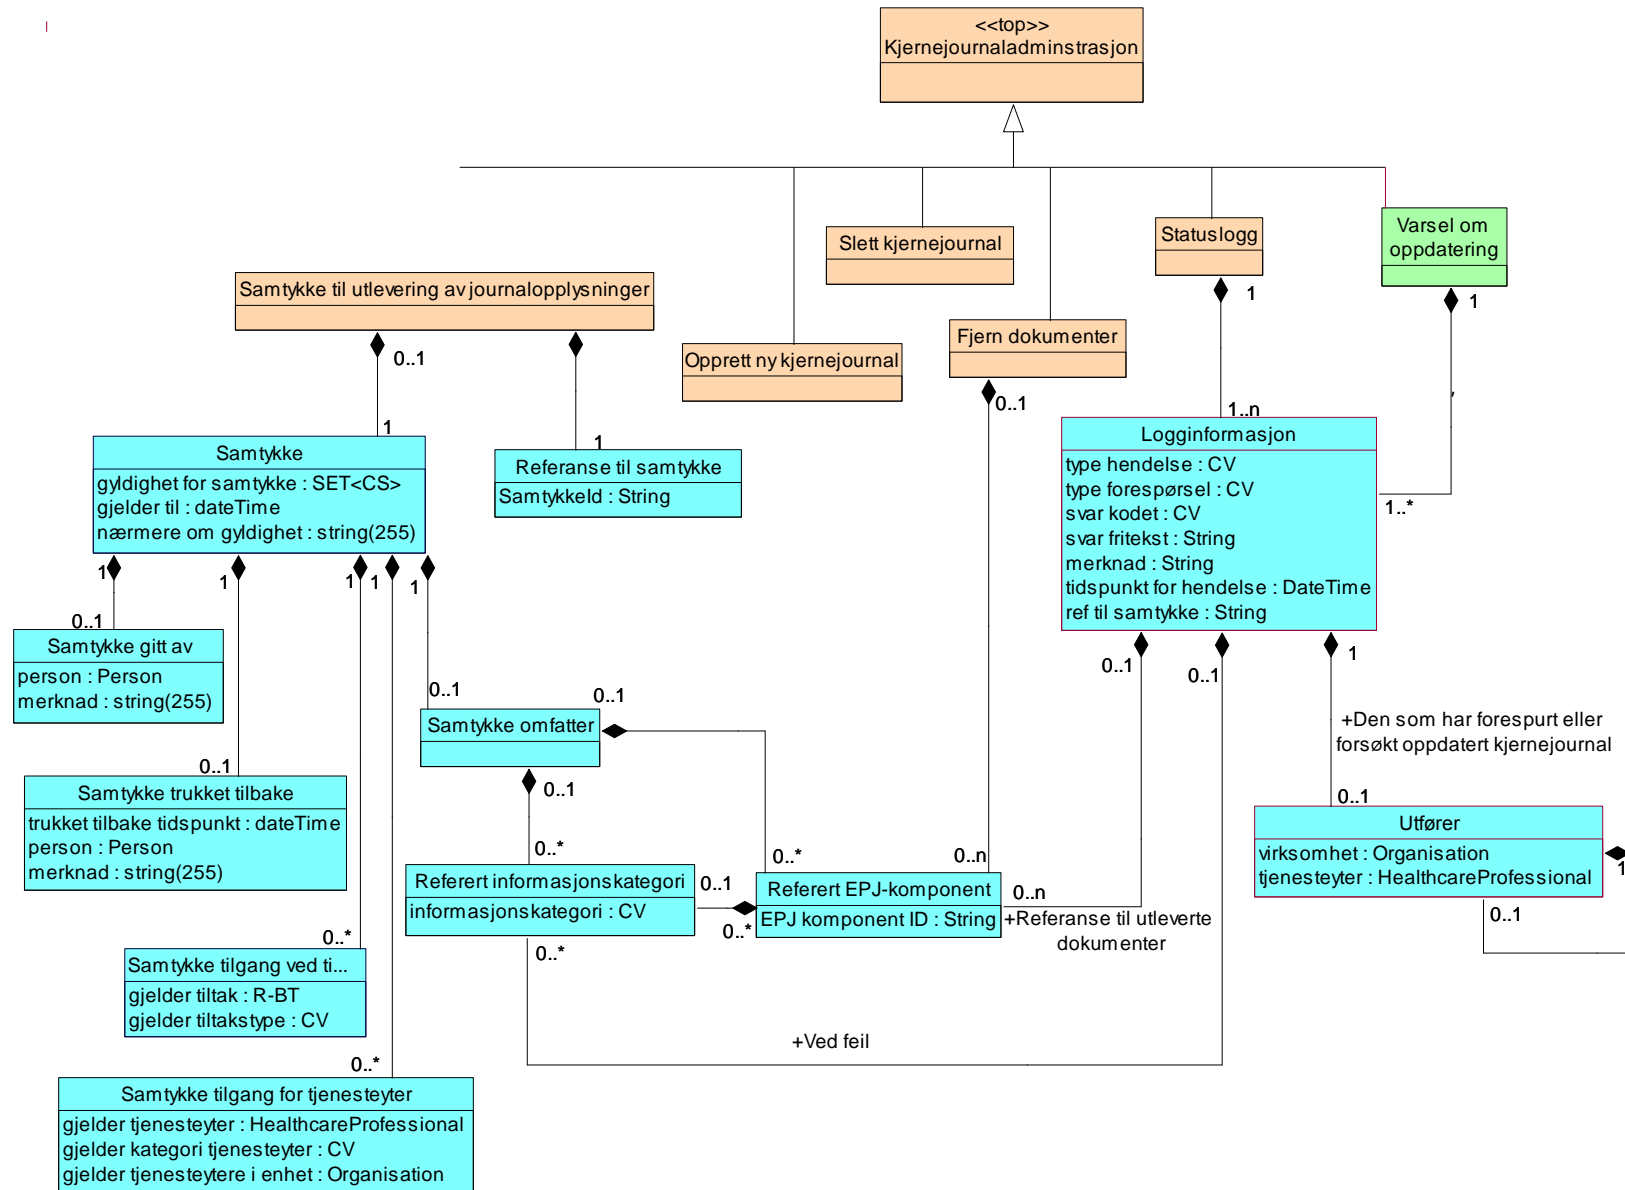 <<top>>
Kjernejournaladminstrasjon
Slett kjernejournal
Statuslogg
1
Varsel om
oppdatering
1
Samtykke til utlevering av journalopplysninger
0..1
1
1
Opprett ny kjernejournal
Fjern dokumenter
0..1
1..n
1..*
Samtykke
gyldighet for samtykke : SET<CS>
gjelder til : dateTime
nærmere om gyldighet : string(255)
Referanse til samtykke
SamtykkeId : String
Logginformasjon
type hendelse : CV
type forespørsel : CV
svar kodet : CV
svar fritekst : String
merknad : String
tidspunkt for hendelse : DateTime
ref til samtykke : String
1
1
1
1
1
0..1
Samtykke gitt av
person : Person
merknad : string(255)
0..1
0..1
0..1
0..1
1
Samtykke omfatter
0..1
+Den som har forespurt eller
forsøkt oppdatert kjernejournal
0..1
Samtykke trukket tilbake
trukket tilbake tidspunkt : dateTime
person : Person
merknad : string(255)
0..1
0..1
Utfører
virksomhet : Organisation
tjenesteyter : HealthcareProfessional
1
0..1
0..*
0..*
0..n
Referert informasjonskategori
informasjonskategori : CV
0..1
0..*
Referert EPJ-komponent
EPJ komponent ID : String
0..n
+Referanse til utleverte
dokumenter
0..*
0..*
Samtykke tilgang ved ti...
gjelder tiltak : R-BT
gjelder tiltakstype : CV
+Ved feil
0..*
Samtykke tilgang for tjenesteyter
gjelder tjenesteyter : HealthcareProfessional
gjelder kategori tjenesteyter : CV
gjelder tjenesteytere i enhet : Organisation